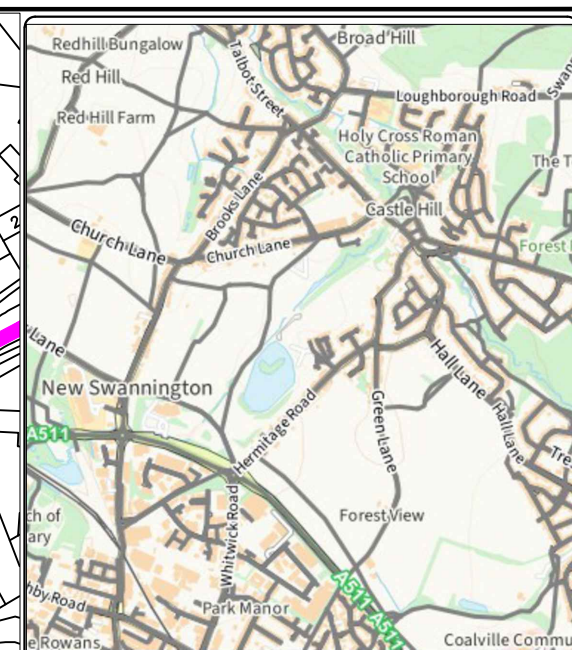 Redhill Bungalow
Broad Hill
Red Hill
Talbot Street
Loughborough Road
Swan
Red Hill Farm
Holy Cross Roman
Catholic Primary
School
The T
2
Brooks Lane
Castle Hill
Church Lane
Church Lane
Forest
Lane
New Swannington
Hall Lane
Hall Lane
Green Lane
Hermitage Road
A511
Tre
Whitwick Road
ch of
ary
Forest View
hby Road
A511
A511
Park Manor
e Rowans
Coalville Commu